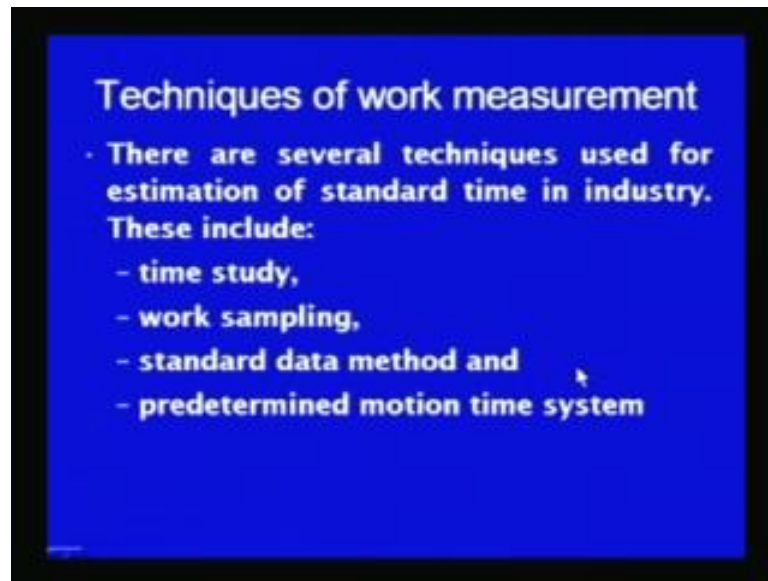 Techniques of work measurement
· There are several techniques used for
estimation of standard time in industry.
These include:
– time study,
– work sampling,
– standard data method and
– predetermined motion time system